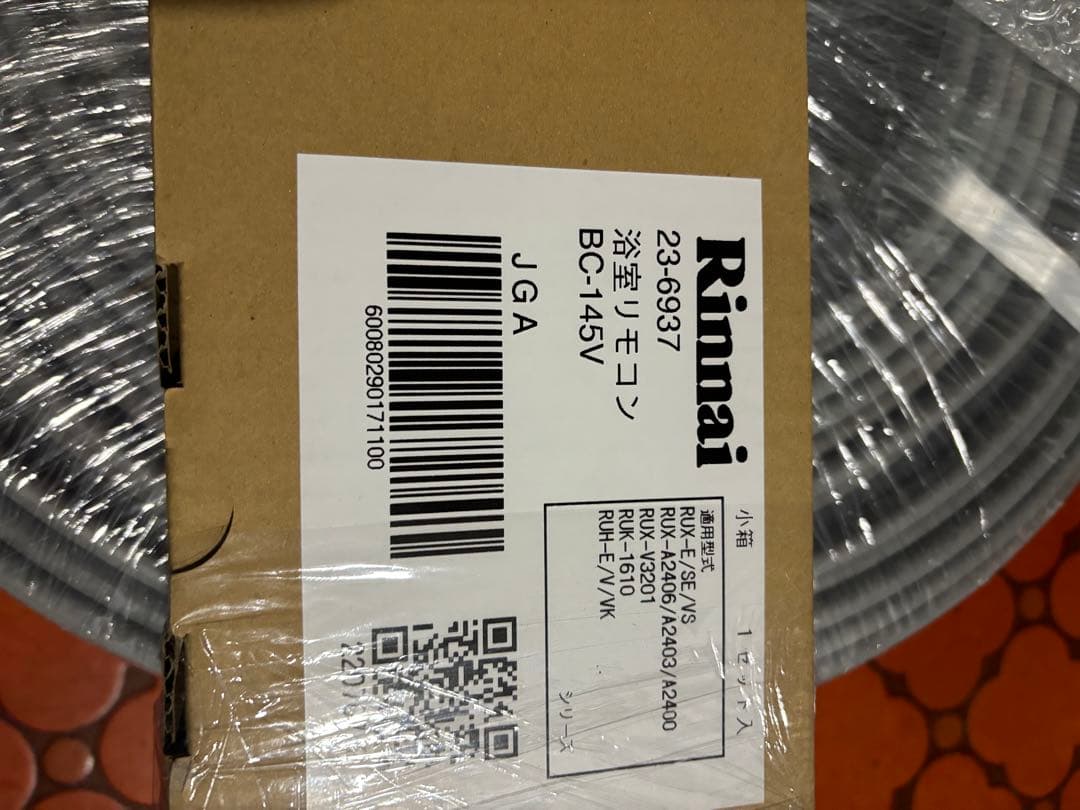 Rinnai
小箱 1セット入
23-6937
浴室リモコン
BC-145V
適用型式
RUX-E/SE/VS
RUX-A2406/A2403/A2400
RUX-V3201
RUK-1610
RUH-E/V/VK
シリーズ
JGA
60080290171100